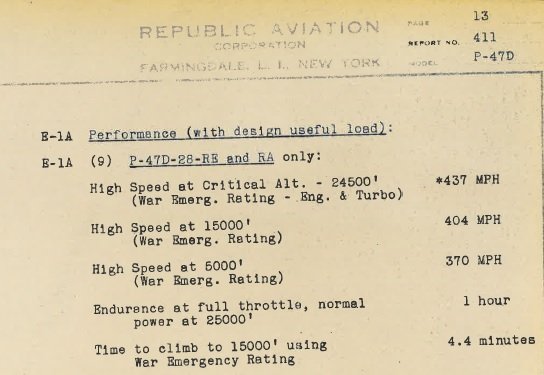 REPUBLIC AVIATION
CORPORATION
FARMINGDALE, L. I., NEW YORK
PAGE 13
REPORT NO. 411
MODEL P-47D
E-1A Performance (with design useful load):
E-1A (9) P-47D-28-RE and RA only:
High Speed at Critical Alt. - 24500' *437 MPH
(War Emerg. Rating - Eng. & Turbo)
High Speed at 15000' 404 MPH
(War Emerg. Rating)
High Speed at 5000' 370 MPH
(War Emerg. Rating)
Endurance at full throttle, normal 1 hour
power at 25000'
Time to climb to 15000' using 4.4 minutes
War Emergency Rating